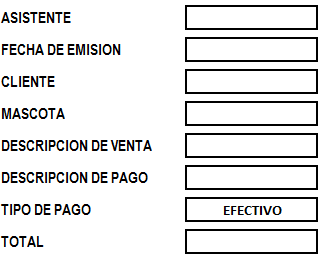 ASISTENTE
FECHA DE EMISION
CLIENTE
MASCOTA
DESCRIPCION DE VENTA
DESCRIPCION DE PAGO
TIPO DE PAGO EFECTIVO
TOTAL